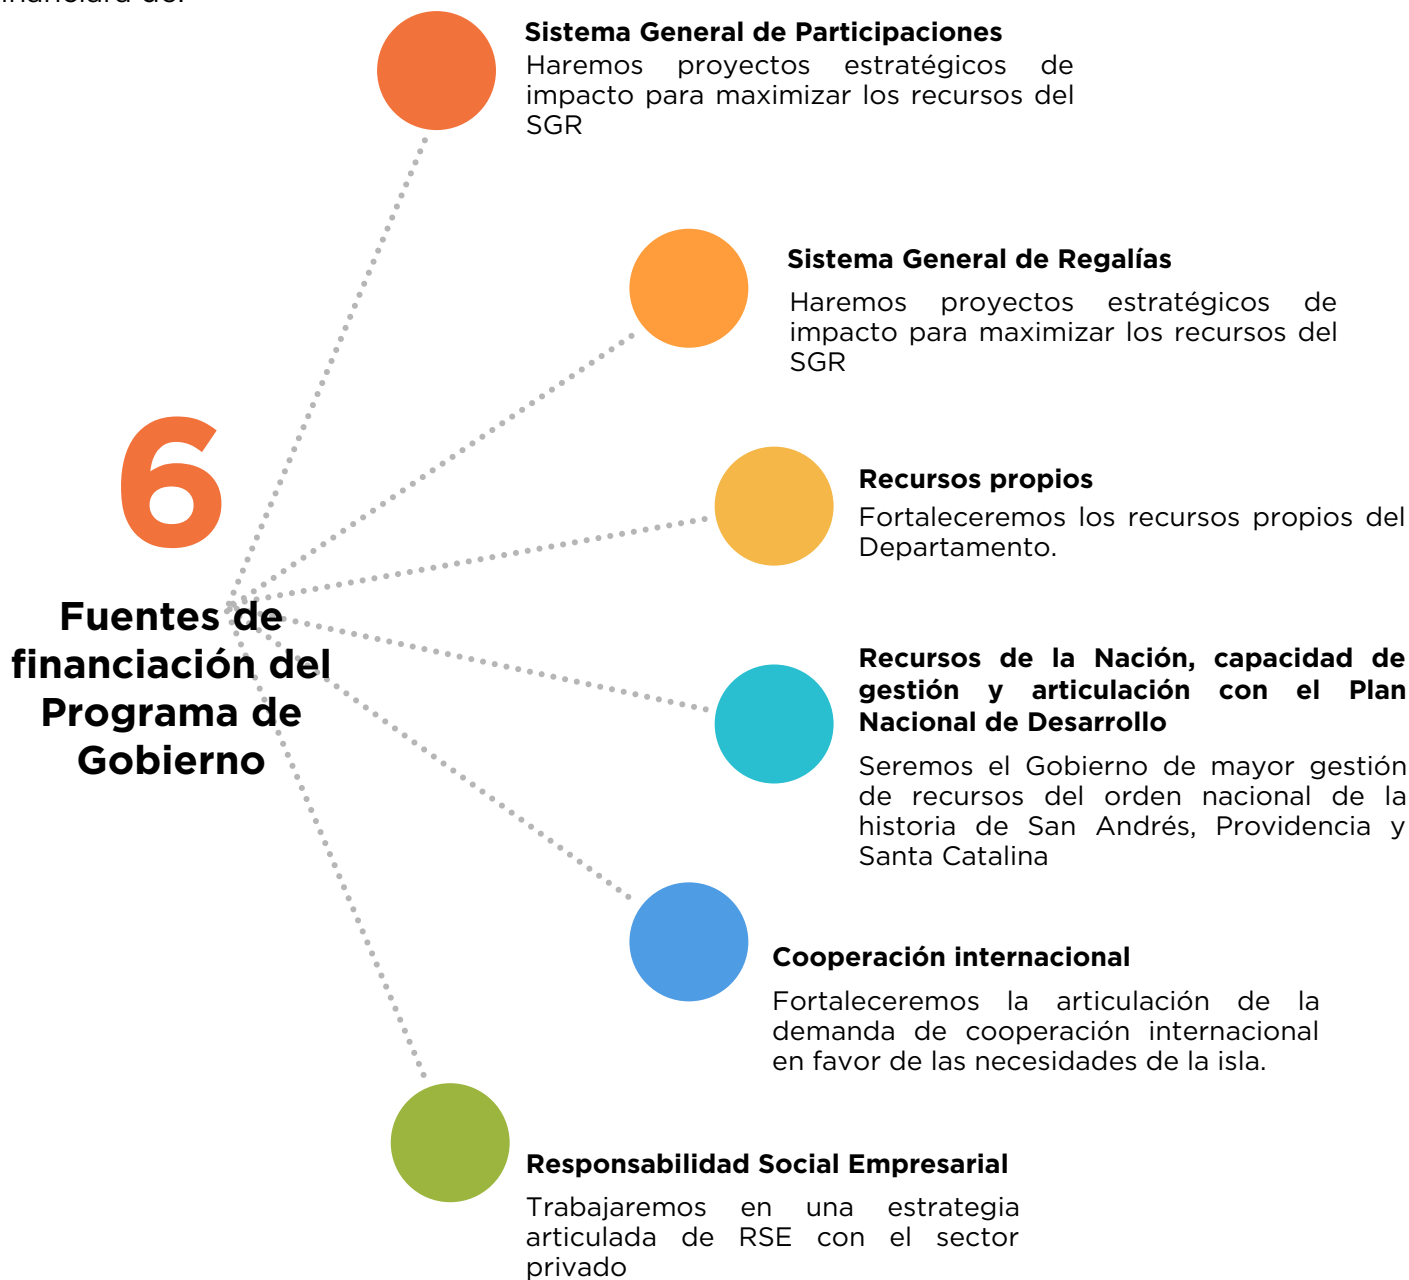 financiará de:
Sistema General de Participaciones
Haremos proyectos estratégicos de
impacto para maximizar los recursos del
SGR
Sistema General de Regalías
Haremos proyectos estratégicos de
impacto para maximizar los recursos del
SGR
6
Fuentes de
financiación del
Programa de
Gobierno
Recursos propios
Fortaleceremos los recursos propios del
Departamento.
Recursos de la Nación, capacidad de
gestión y articulación con el Plan
Nacional de Desarrollo
Seremos el Gobierno de mayor gestión
de recursos del orden nacional de la
historia de San Andrés, Providencia y
Santa Catalina
Cooperación internacional
Fortaleceremos la articulación de la
demanda de cooperación internacional
en favor de las necesidades de la isla.
Responsabilidad Social Empresarial
Trabajaremos en una estrategia
articulada de RSE con el sector
privado